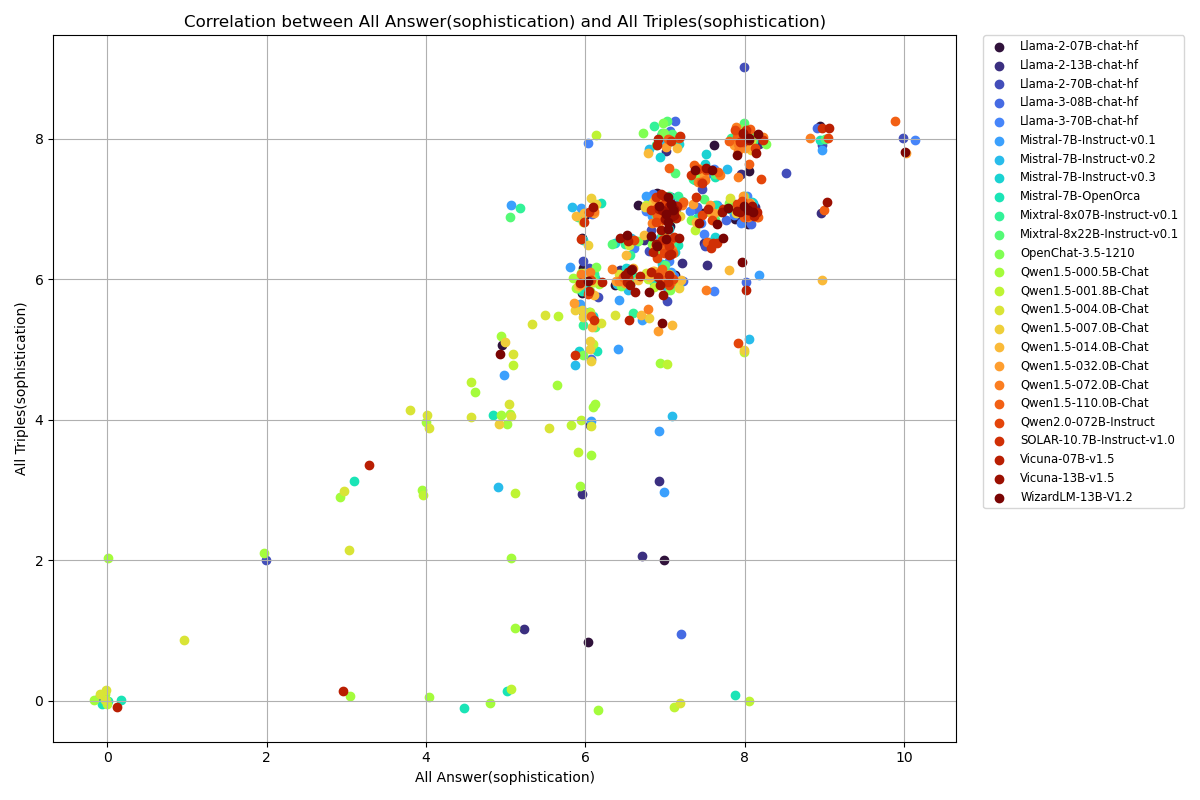 Correlation between All Answer(sophistication) and All Triples(sophistication)
All Triples(sophistication)
8
6
4
2
0
0 2 4 6 8 10
All Answer(sophistication)
Llama-2-07B-chat-hf
Llama-2-13B-chat-hf
Llama-2-70B-chat-hf
Llama-3-08B-chat-hf
Llama-3-70B-chat-hf
Mistral-7B-Instruct-v0.1
Mistral-7B-Instruct-v0.2
Mistral-7B-Instruct-v0.3
Mistral-7B-OpenOrca
Mixtral-8x07B-Instruct-v0.1
Mixtral-8x22B-Instruct-v0.1
OpenChat-3.5-1210
Qwen1.5-000.5B-Chat
Qwen1.5-001.8B-Chat
Qwen1.5-004.0B-Chat
Qwen1.5-007.0B-Chat
Qwen1.5-014.0B-Chat
Qwen1.5-032.0B-Chat
Qwen1.5-072.0B-Chat
Qwen1.5-110.0B-Chat
Qwen2.0-072B-Instruct
SOLAR-10.7B-Instruct-v1.0
Vicuna-07B-v1.5
Vicuna-13B-v1.5
WizardLM-13B-V1.2